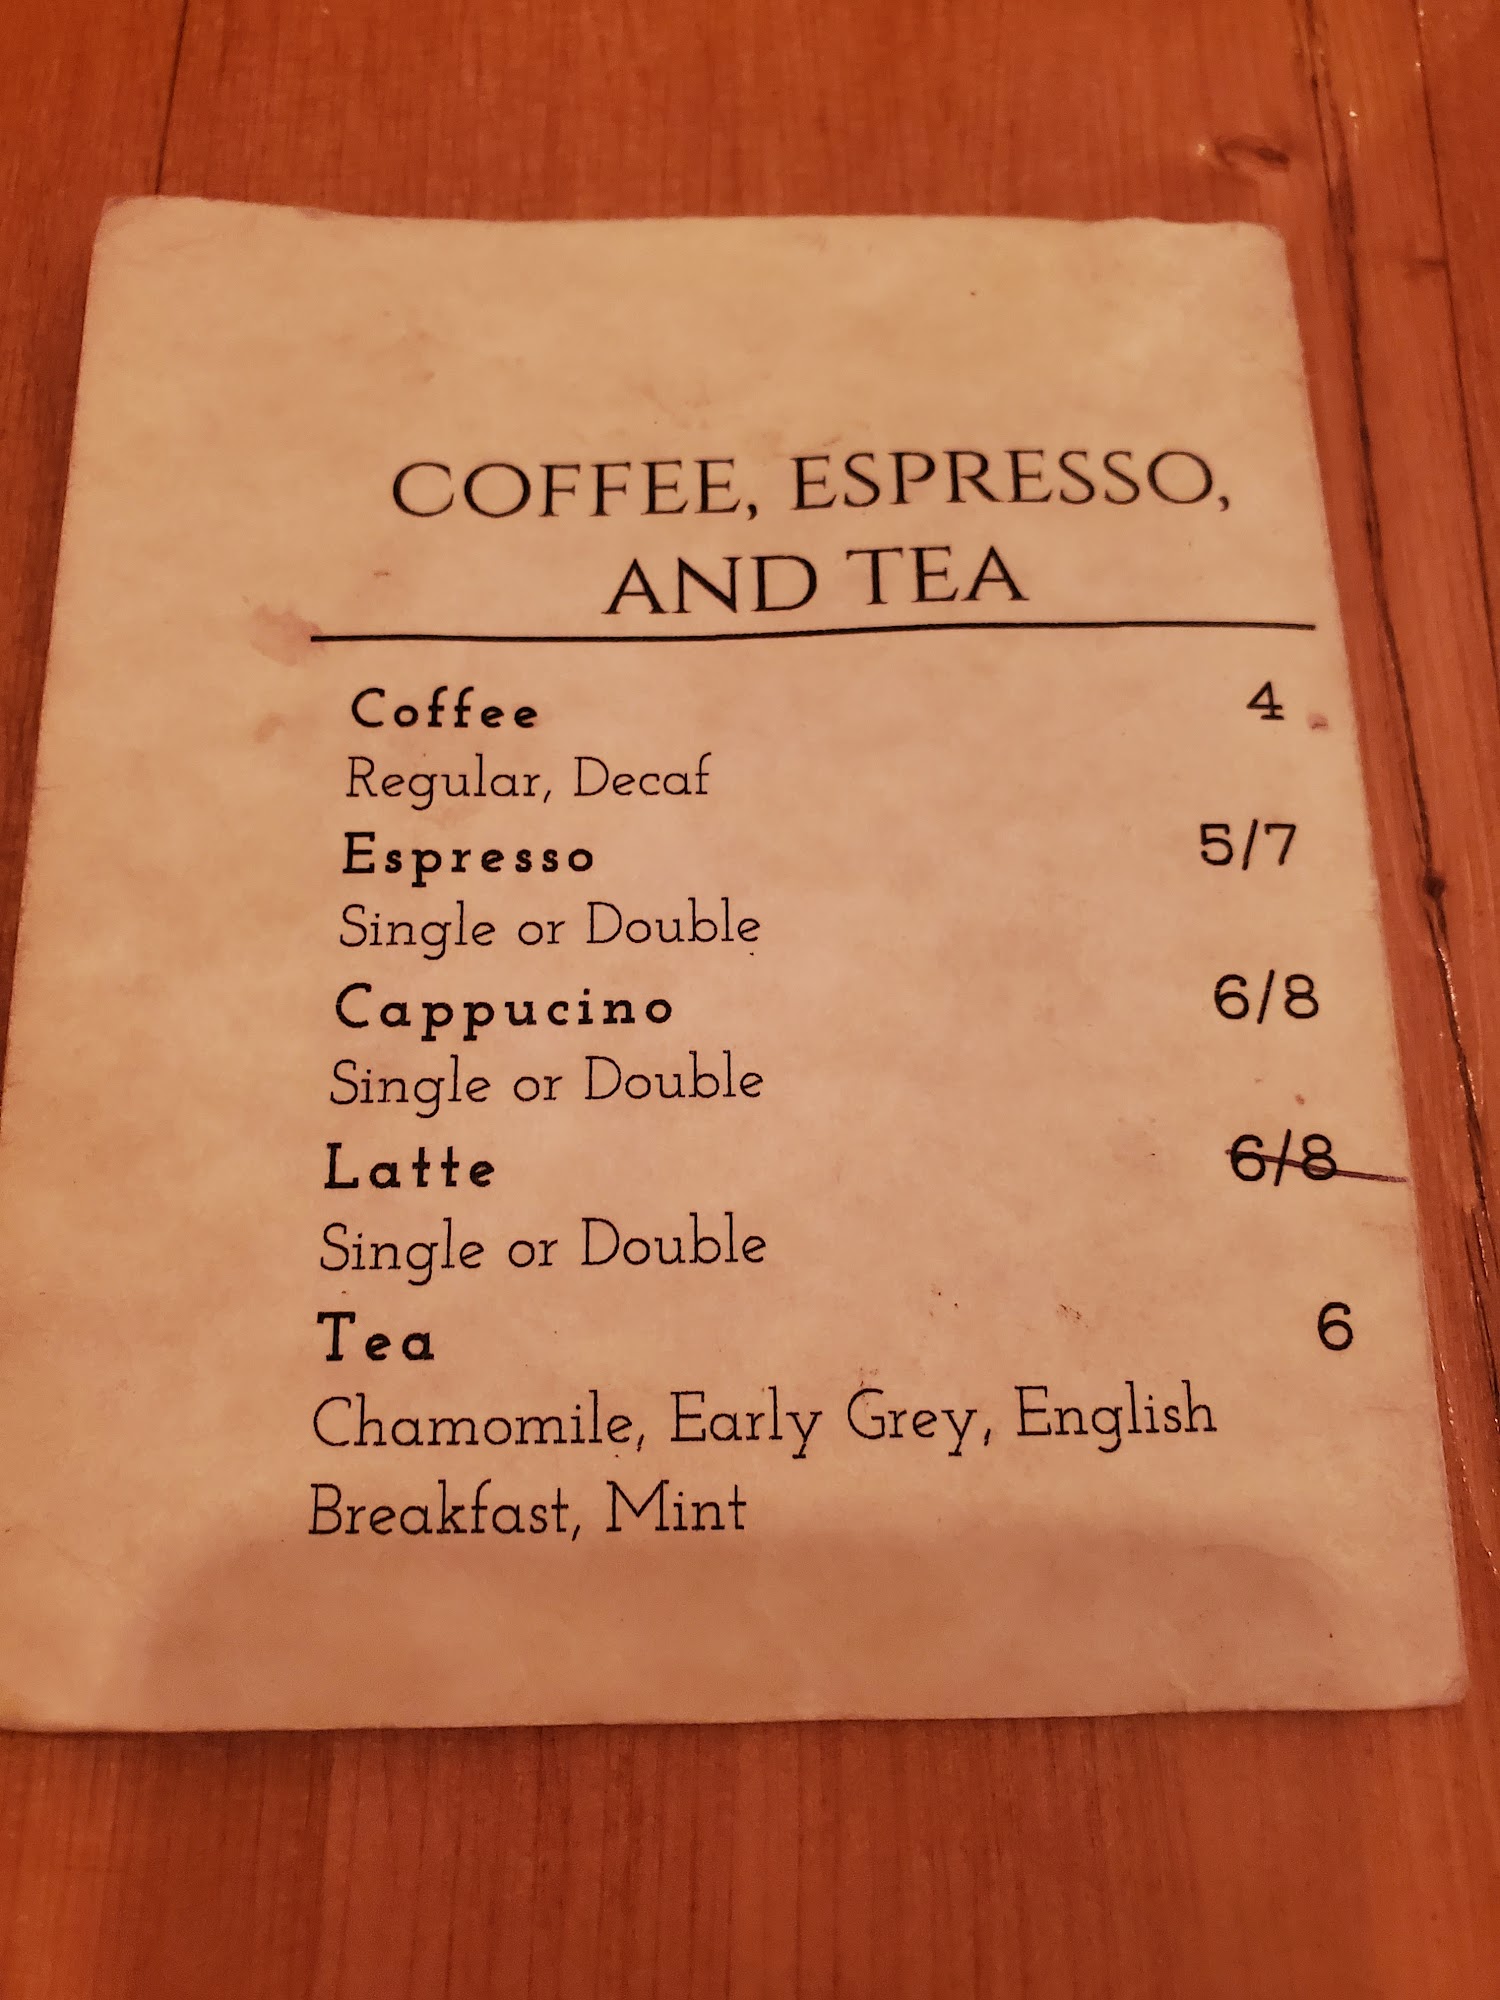 COFFEE, ESPRESSO,
AND TEA
Coffee 4
Regular, Decaf
Espresso 5/7
Single or Double
Cappucino 6/8
Single or Double
Latte 6/8
Single or Double
Tea 6
Chamomile, Early Grey, English
Breakfast, Mint